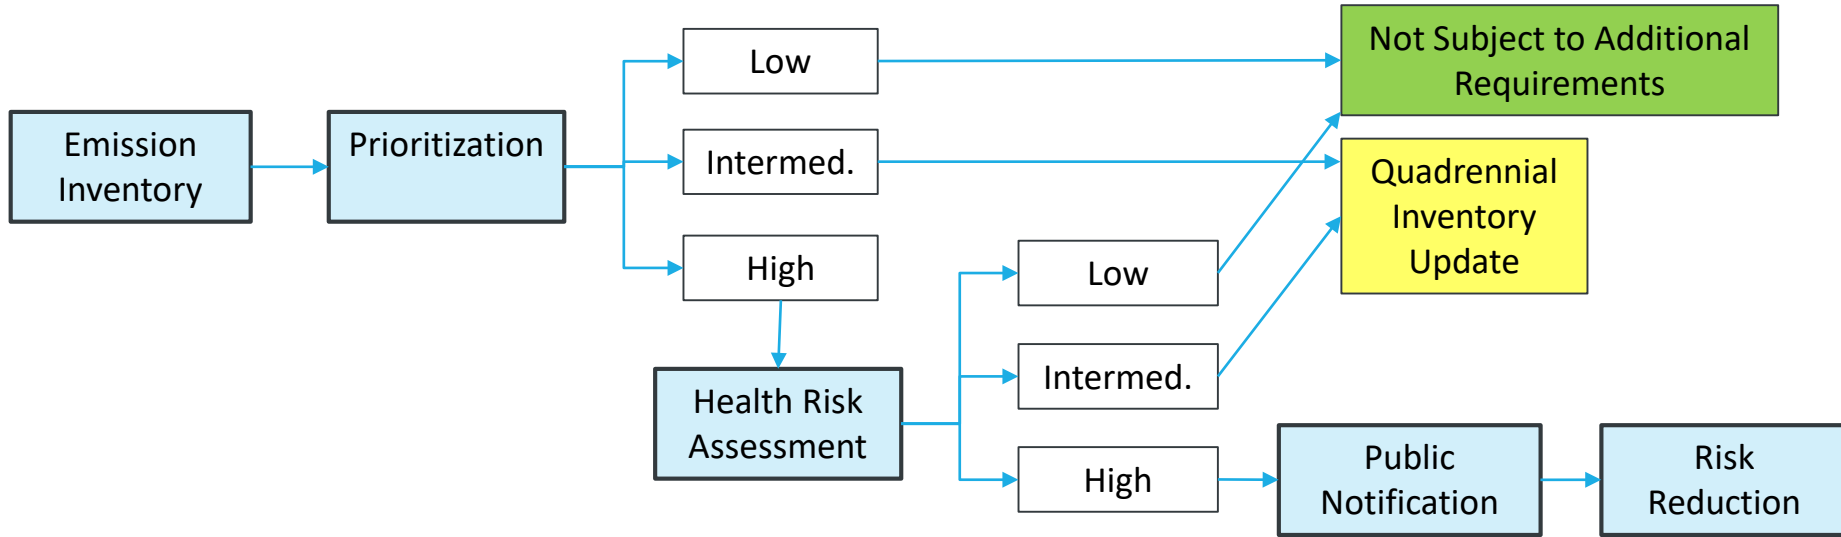 Emission
Inventory
Prioritization
Low
Intermed.
High
Not Subject to Additional
Requirements
Quadrennial
Inventory
Update
Health Risk
Assessment
Low
Intermed.
High
Public
Notification
Risk
Reduction